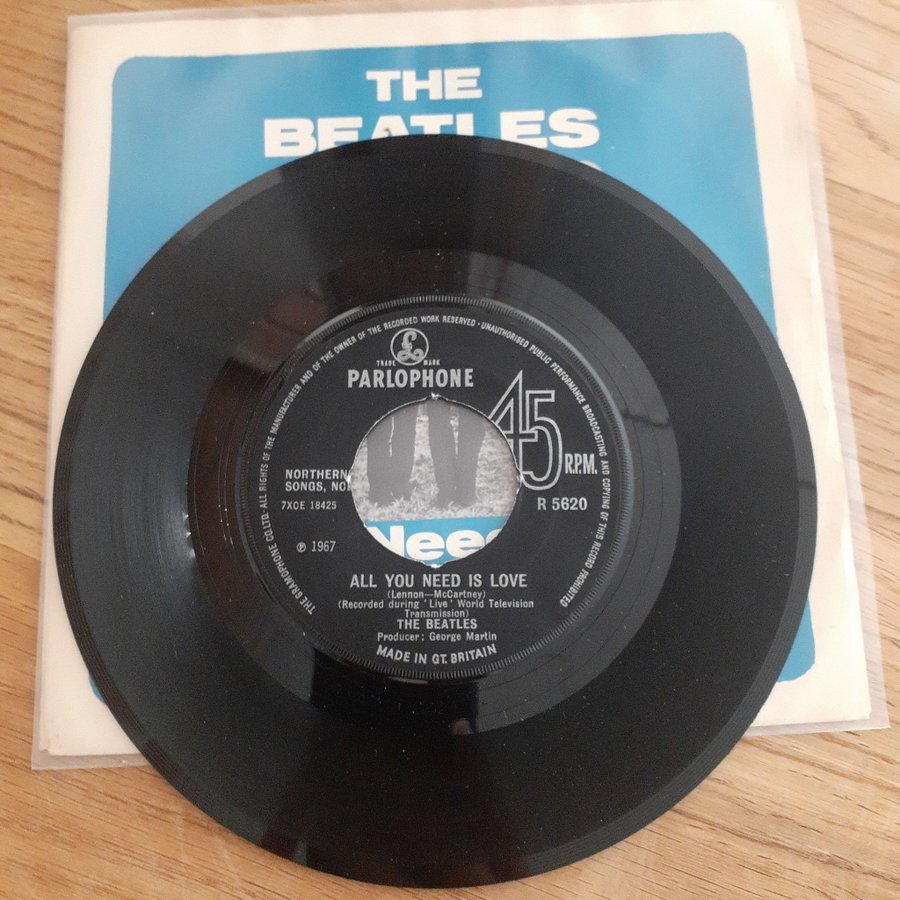 THE
BEATLES
THE GRAMOPHONE CO. LTD. ALL RIGHTS OF THE MANUFACTURER AND OF THE OWNER OF THE RECORDED WORK RESERVED · UNAUTHORISED PUBLIC PERFORMANCE BROADCASTING AND COPYING OF THIS RECORD PROHIBITED
£
TRADE MARK
PARLOPHONE
45
R.P.M.
NORTHERN
SONGS, NC
7XCE 18425
R 5620
℗ 1967
Need
ALL YOU NEED IS LOVE
(Lennon—McCartney)
(Recorded during 'Live' World Television
Transmission)
THE BEATLES
Producer: George Martin
MADE IN GT. BRITAIN